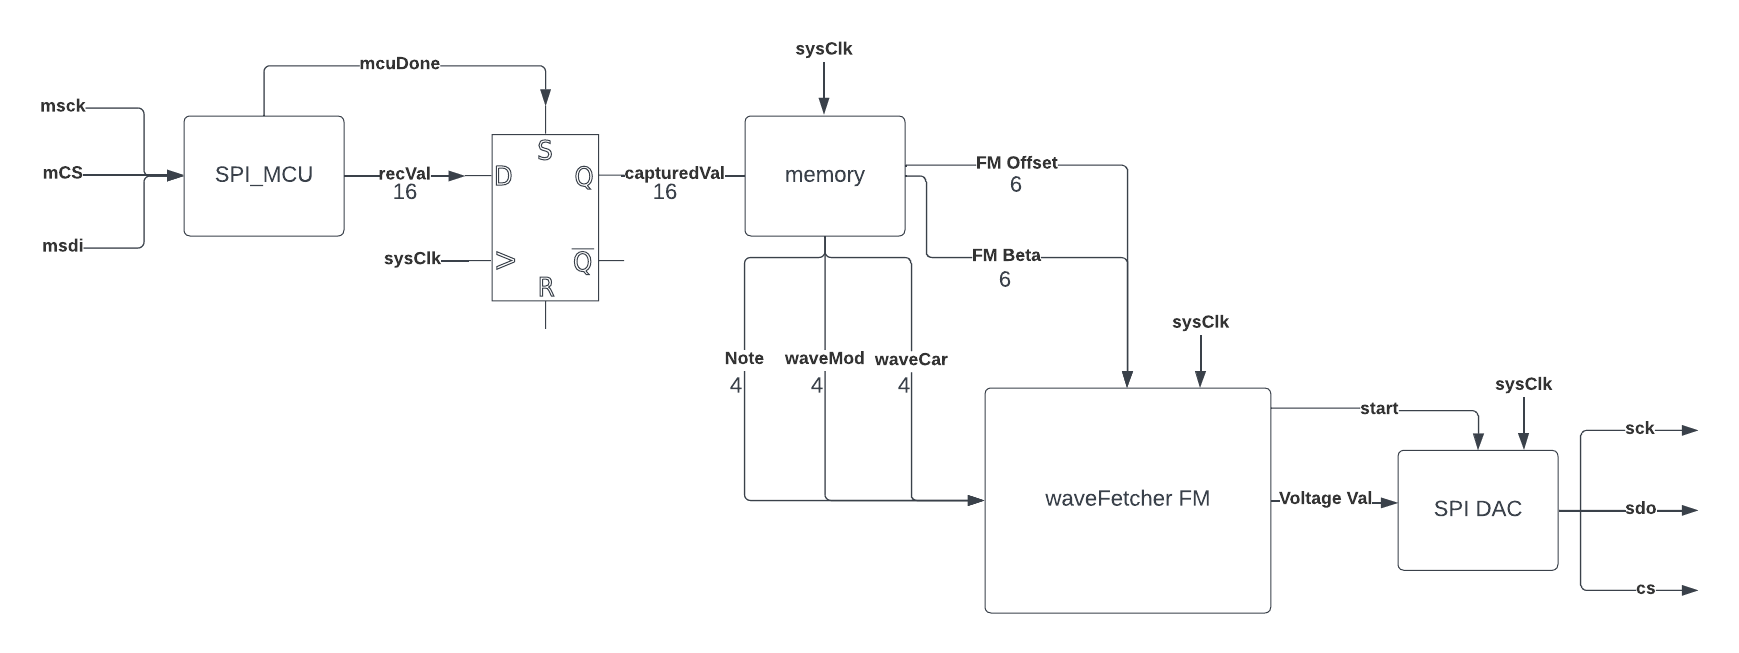 sysClk
mcuDone
msck
mCS
msdi
SPI_MCU
recVal
16
sysClk
S
D
Q
>
Q
R
capturedVal
16
memory
FM Offset
6
FM Beta
6
Note
4
waveMod
4
waveCar
4
sysClk
waveFetcher FM
start
Voltage Val
sysClk
SPI DAC
sck
sdo
cs